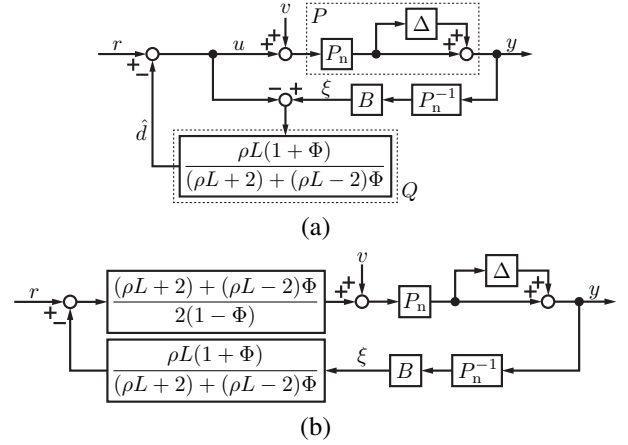 P
v
Δ
r
u
P_n
y
+ − + + + +
ξ
B
P_n^{-1}
− +
d̂
ρL(1 + Φ)
(ρL + 2) + (ρL − 2)Φ
Q
(a)
v
Δ
r
(ρL + 2) + (ρL − 2)Φ
2(1 − Φ)
P_n
y
+ − + + + +
ρL(1 + Φ)
(ρL + 2) + (ρL − 2)Φ
ξ
B
P_n^{-1}
(b)